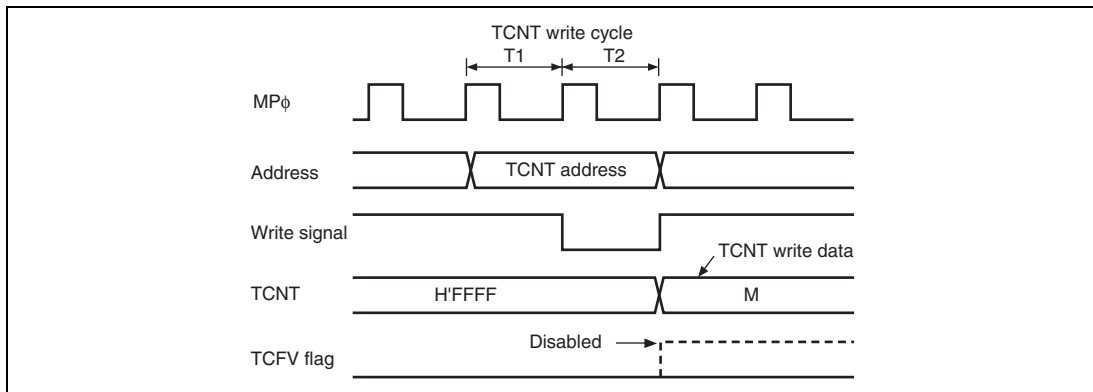 TCNT write cycle
T1 T2
MPϕ
Address TCNT address
Write signal
TCNT write data
TCNT H'FFFF M
Disabled
TCFV flag